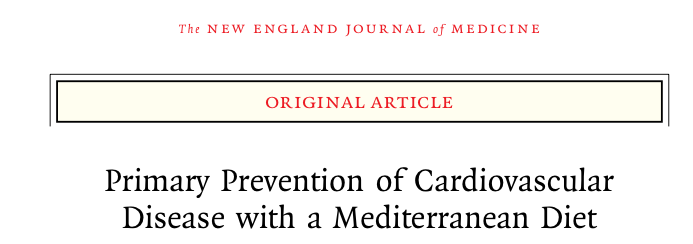 The NEW ENGLAND JOURNAL of MEDICINE
ORIGINAL ARTICLE
Primary Prevention of Cardiovascular
Disease with a Mediterranean Diet